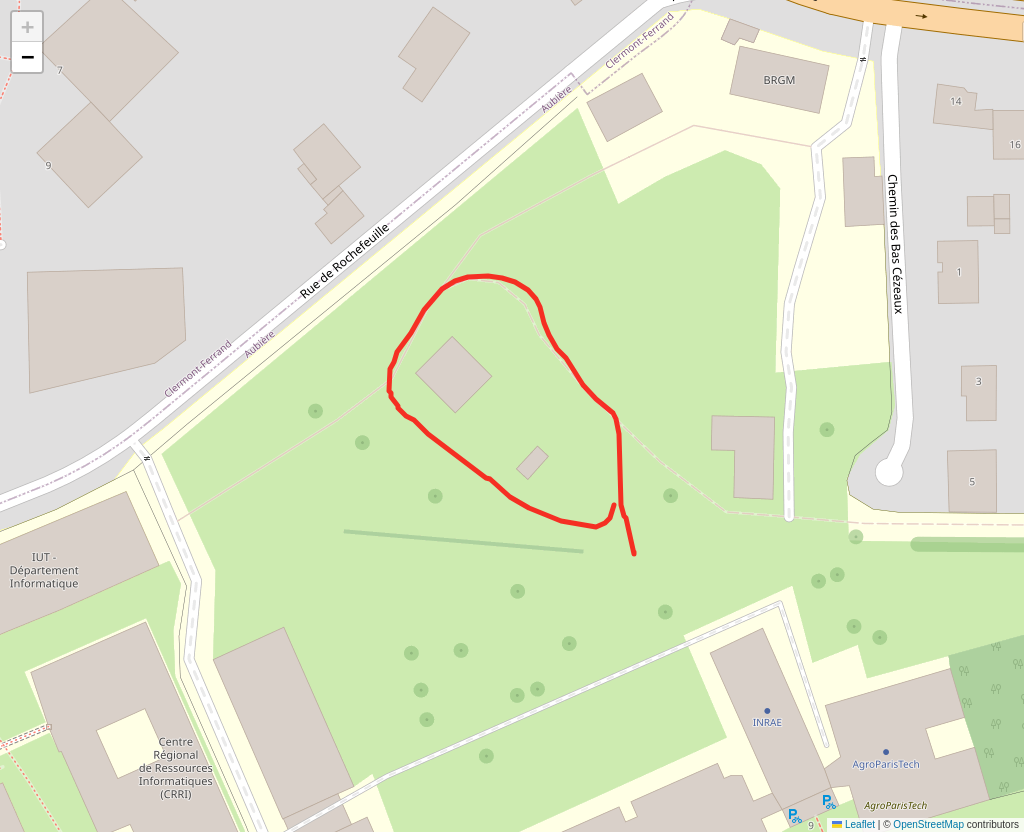 +
−
Clermont-Ferrand
Aubière
7
BRGM
14
16
9
Rue de Rochefeuille
Chemin des Bas Cézeaux
1
Clermont-Ferrand
Aubière
3
5
IUT -
Département
Informatique
INRAE
Centre
Régional
de Ressources
Informatiques
(CRRI)
AgroParisTech
AgroParisTech
9
Leaflet | © OpenStreetMap contributors